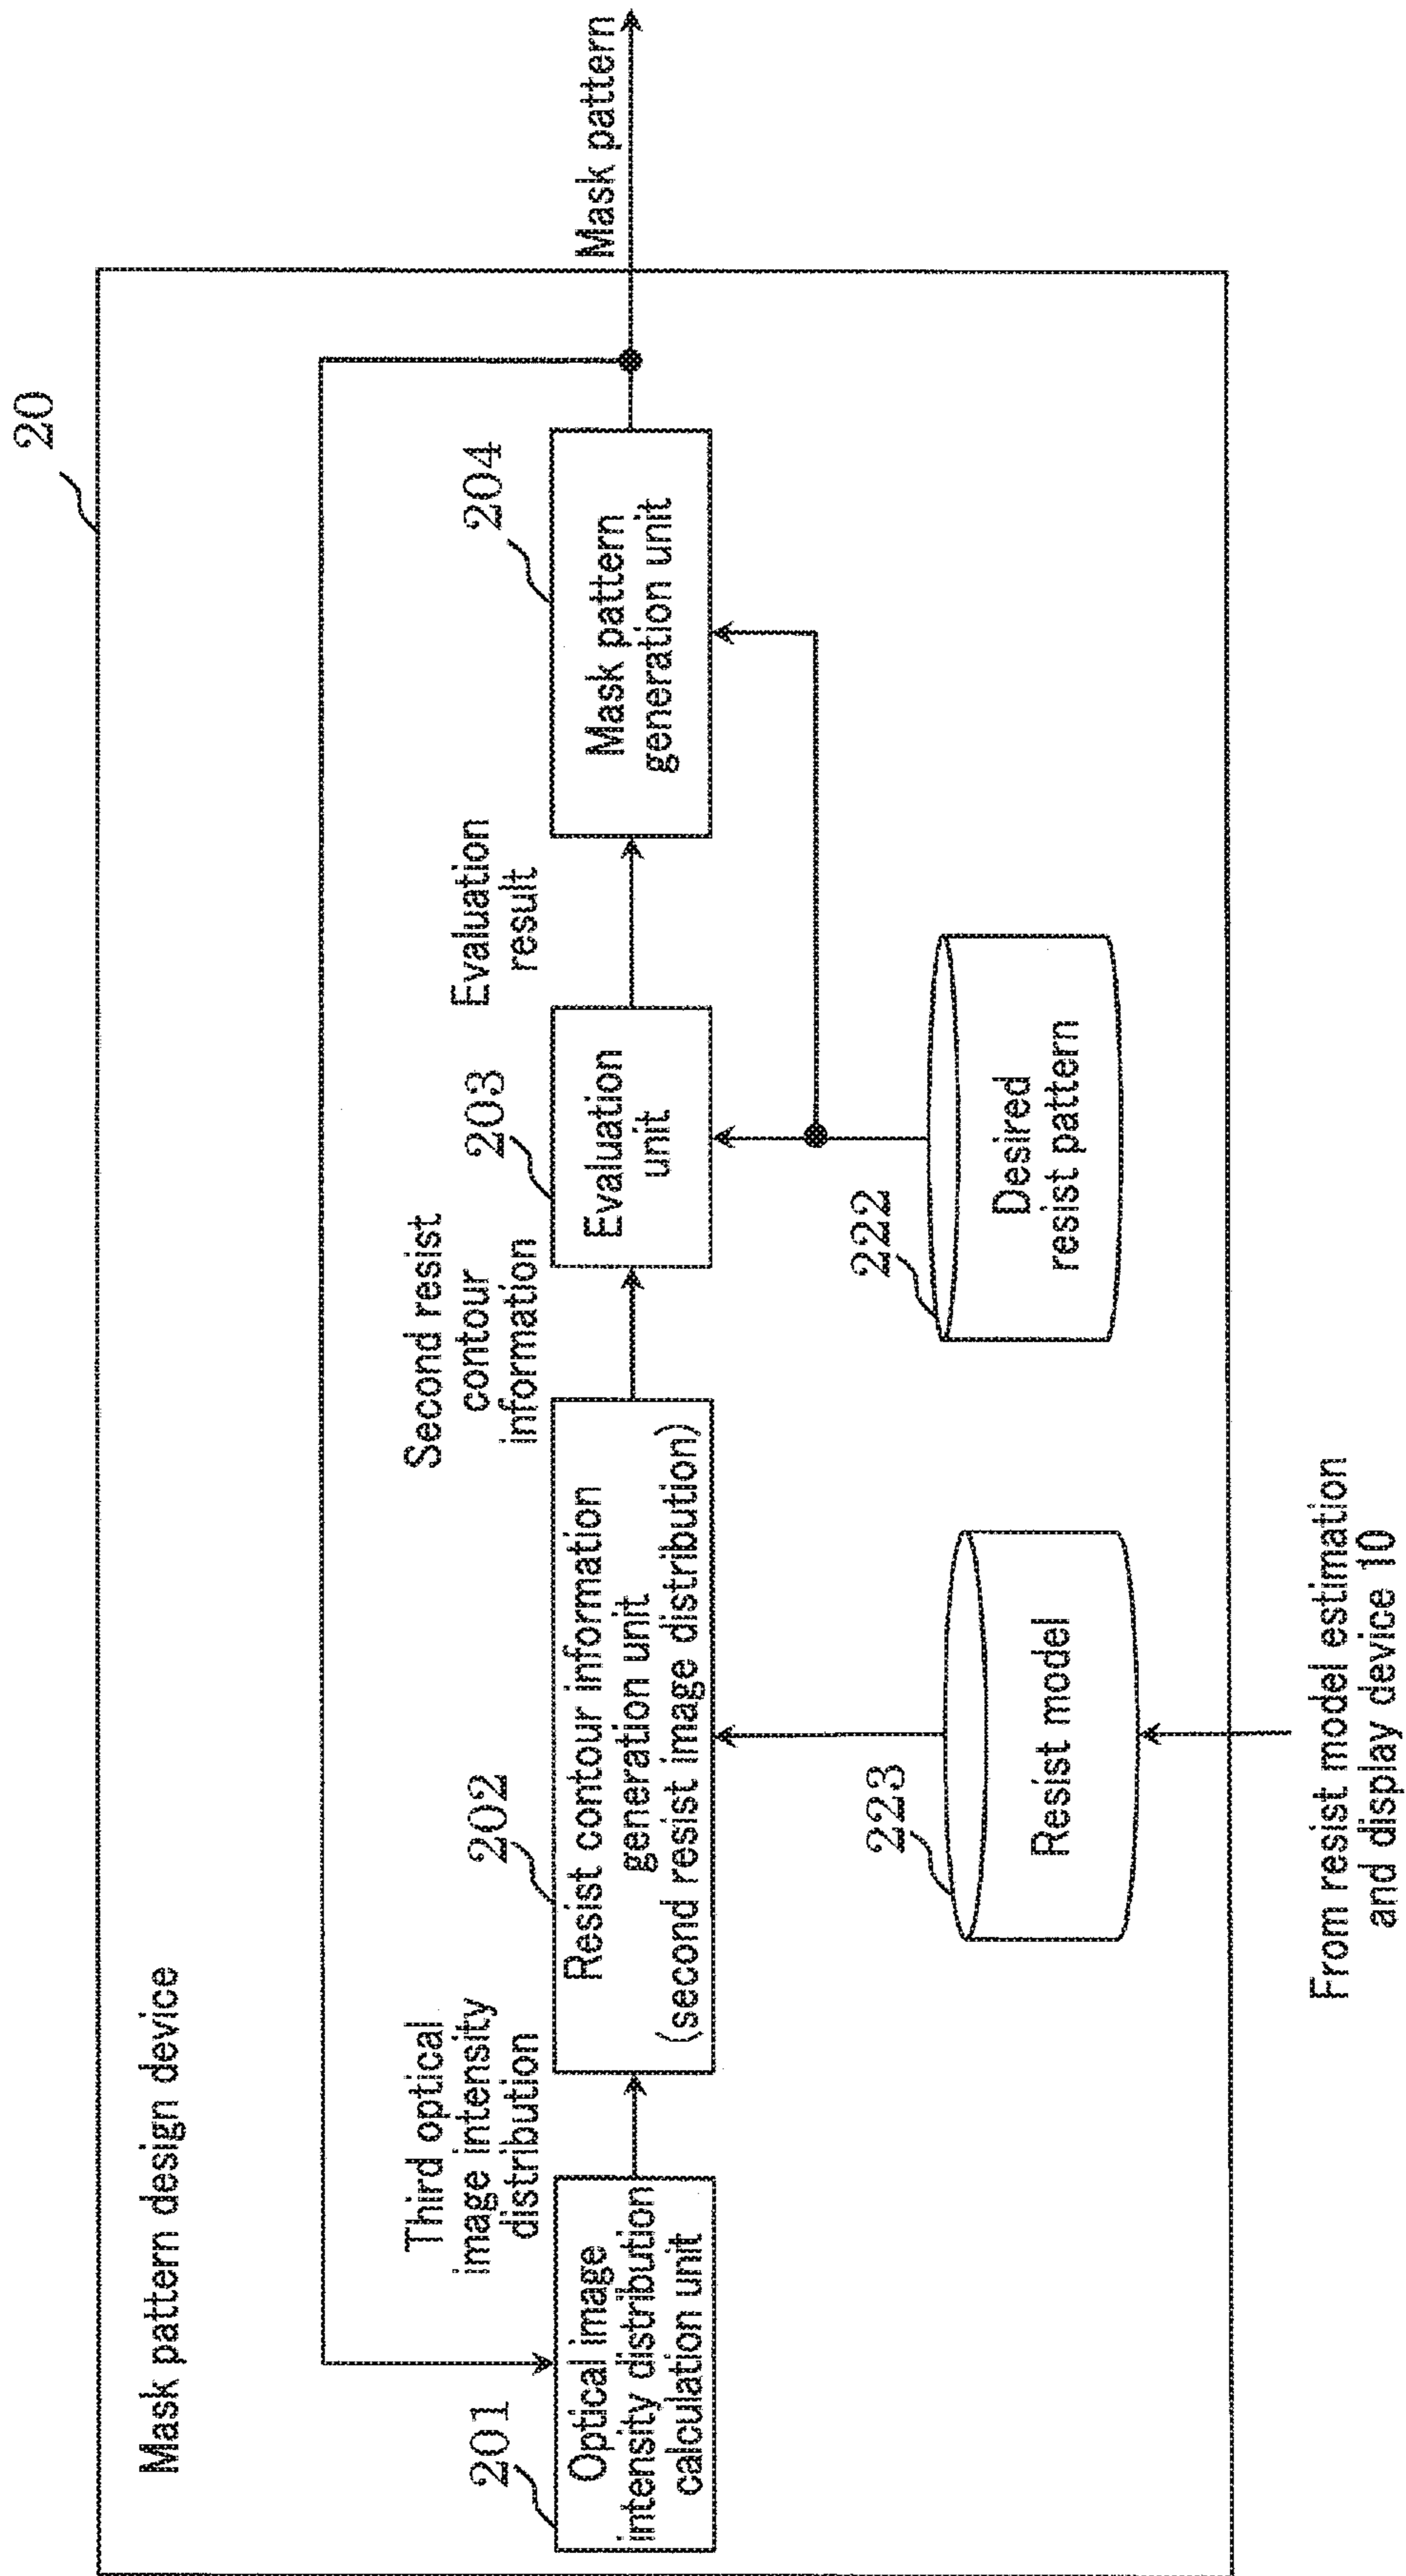 20
Mask pattern design device
Mask pattern
201
Optical image
intensity distribution
calculation unit
Third optical
image intensity
distribution
202
Resist contour information
generation unit
(second resist image distribution)
Second resist
contour
information
203
Evaluation
unit
Evaluation
result
204
Mask pattern
generation unit
223
Resist model
222
Desired
resist pattern
From resist model estimation
and display device 10